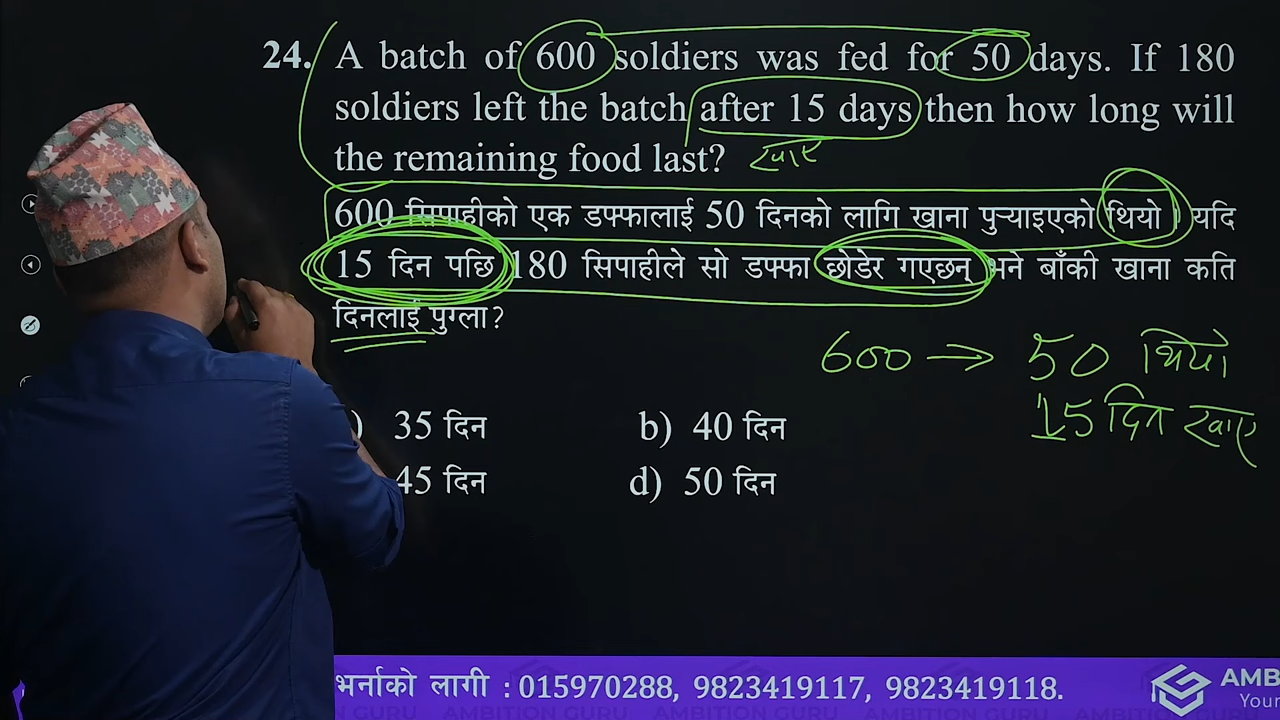 24. A batch of 600 soldiers was fed for 50 days. If 180
soldiers left the batch after 15 days then how long will
the remaining food last? खाए
600 सिपाहीको एक डफ्फालाई 50 दिनको लागि खाना पुर्‍याइएको थियो । यदि
15 दिन पछि 180 सिपाहीले सो डफ्फा छोडेर गएछन् भने बाँकी खाना कति
दिनलाई पुग्ला?
600 → 50 थियो
15 दिन खाए
) 35 दिन b) 40 दिन
45 दिन d) 50 दिन
भर्नाको लागी : 015970288, 9823419117, 9823419118.
AMB
Your
AMBITION GURU